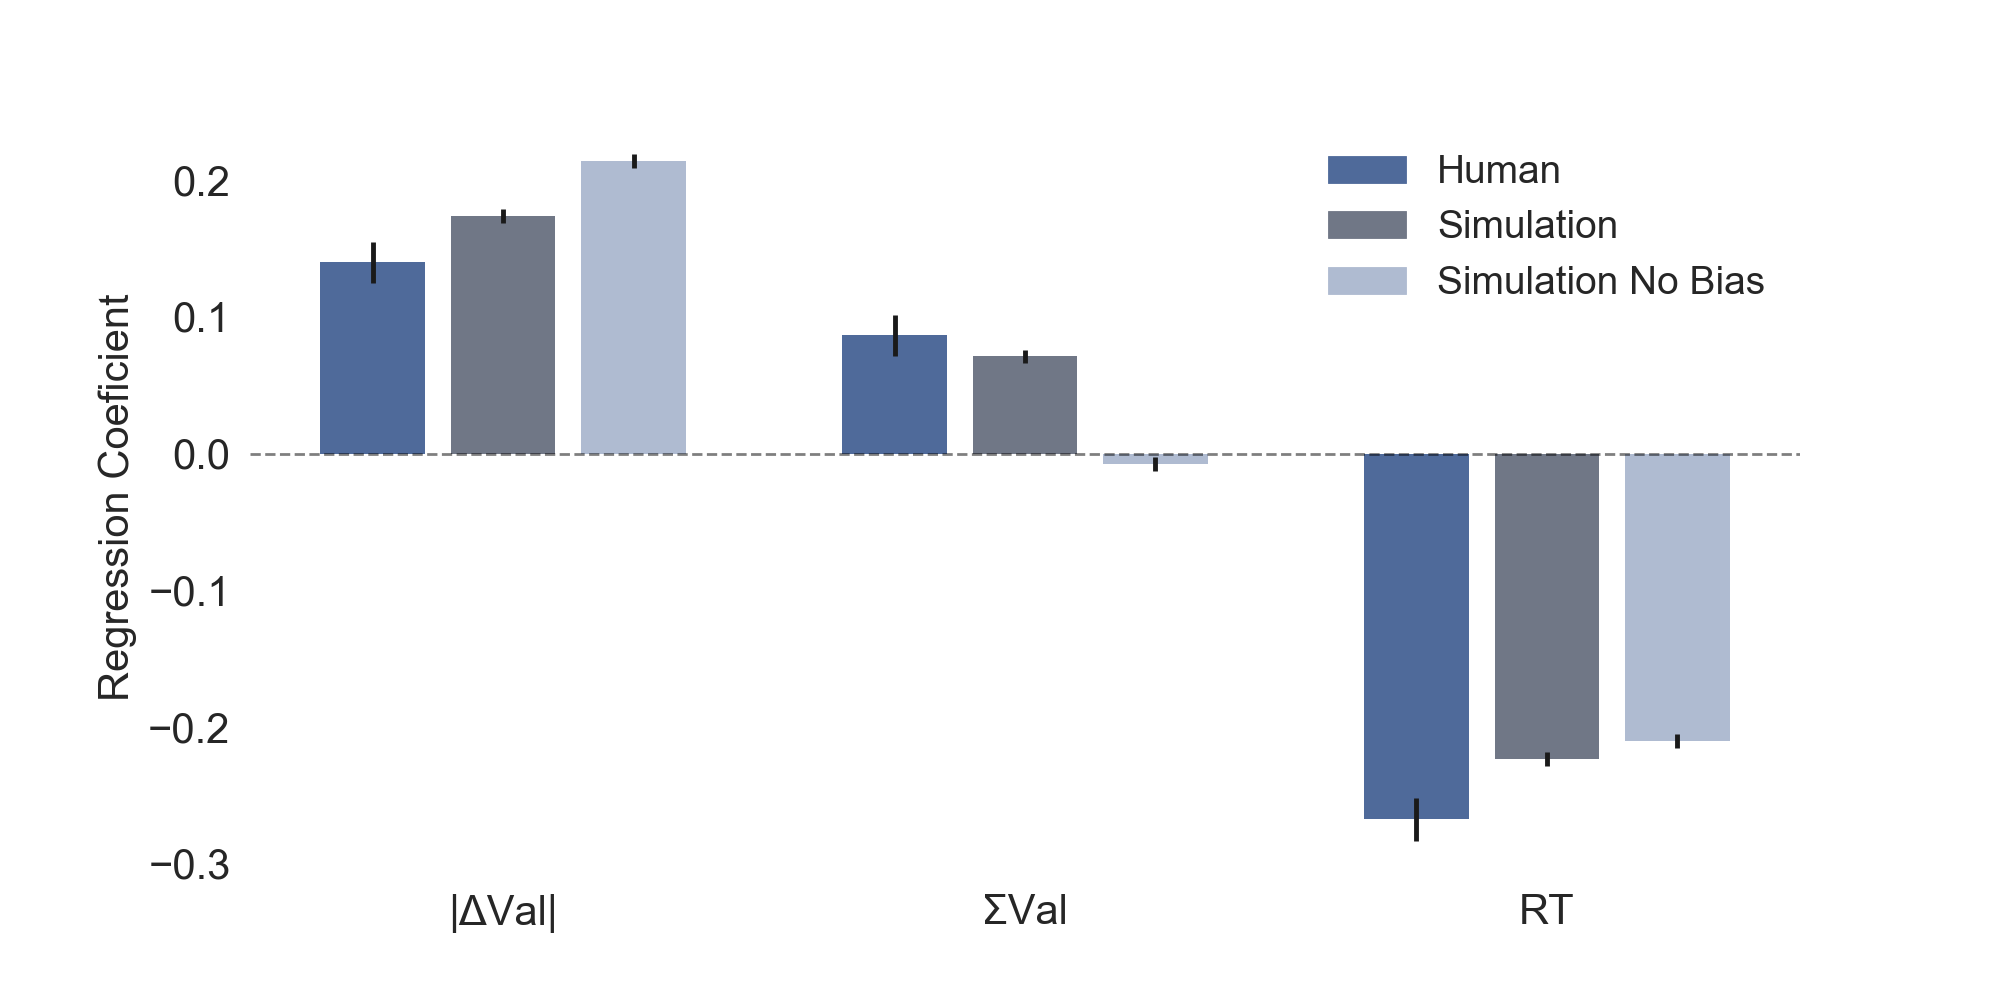 Human
Simulation
Simulation No Bias
Regression Coeficient
0.2
0.1
0.0
−0.1
−0.2
−0.3
|ΔVal|
ΣVal
RT